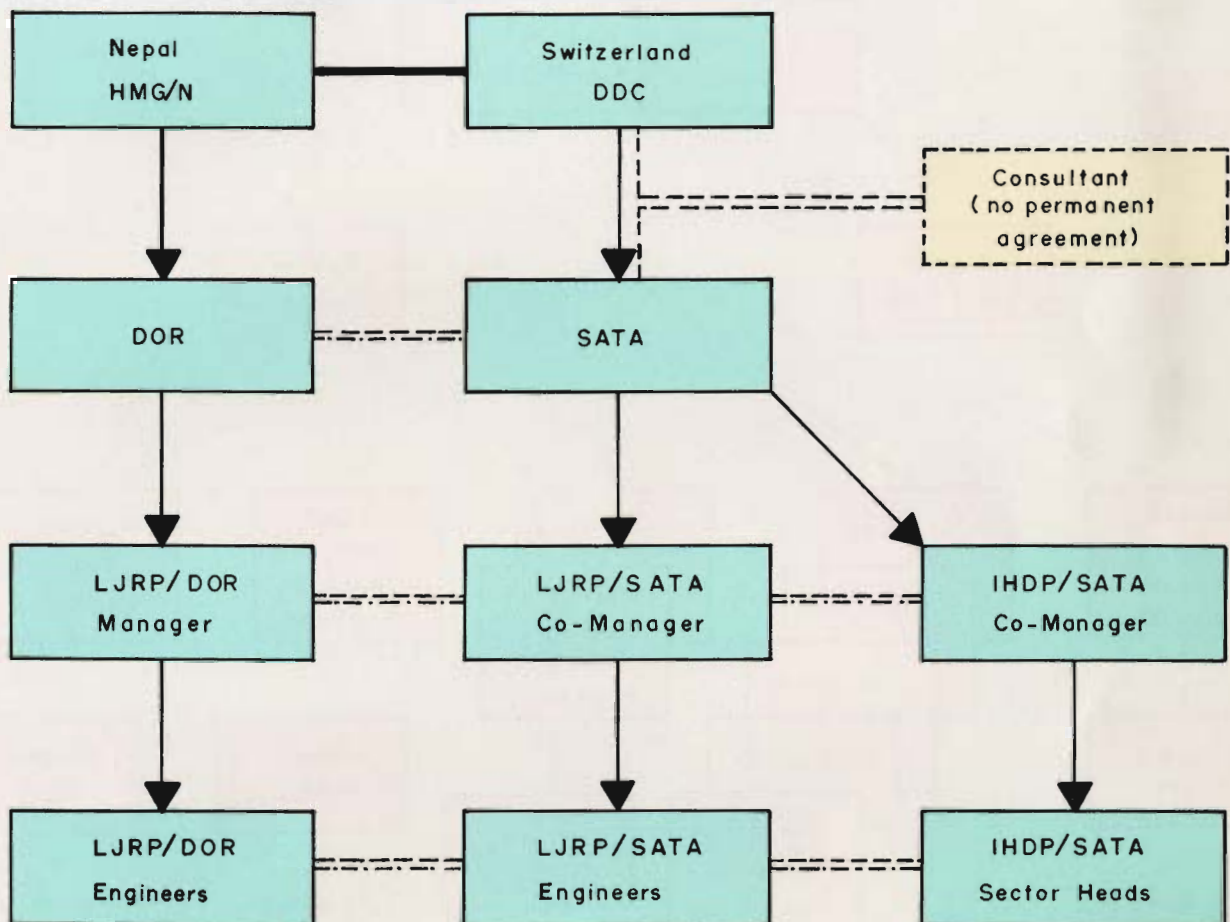 Nepal
HMG/N
Switzerland
DDC
Consultant
(no permanent
agreement)
DOR
SATA
LJRP/DOR
Manager
LJRP/SATA
Co-Manager
IHDP/SATA
Co-Manager
LJRP/DOR
Engineers
LJRP/SATA
Engineers
IHDP/SATA
Sector Heads